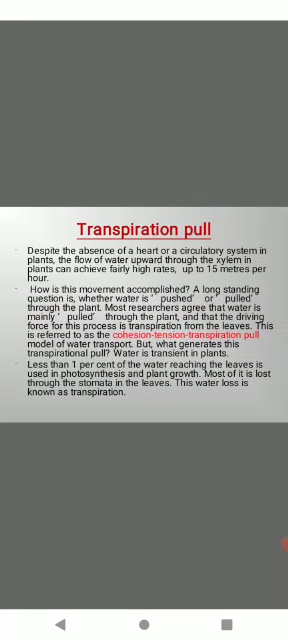 Transpiration pull
Despite the absence of a heart or a circulatory system in
plants, the flow of water upward through the xylem in
plants can achieve fairly high rates, up to 15 metres per
hour.
How is this movement accomplished? A long standing
question is, whether water is ‘ pushed’ or ‘ pulled’
through the plant. Most researchers agree that water is
mainly ‘ pulled’ through the plant, and that the driving
force for this process is transpiration from the leaves. This
is referred to as the cohesion-tension-transpiration pull
model of water transport. But, what generates this
transpirational pull? Water is transient in plants.
Less than 1 per cent of the water reaching the leaves is
used in photosynthesis and plant growth. Most of it is lost
through the stomata in the leaves. This water loss is
known as transpiration.